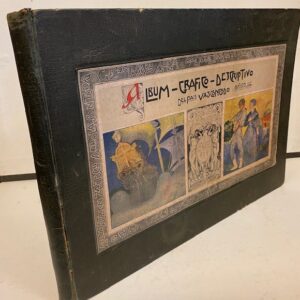 ALBUM-GRAFICO-DESCRIPTIVO
DEL PAIS VASCONGADO